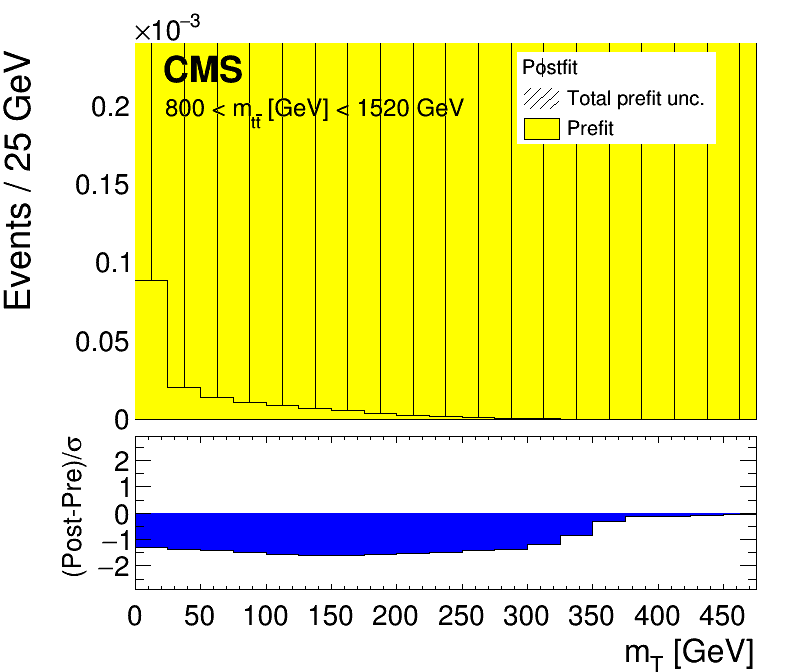 ×10⁻³
Events / 25 GeV
CMS
800 < m_tt̄ [GeV] < 1520 GeV
Postfit
Total prefit unc.
Prefit
0.2
0.15
0.1
0.05
0
(Post-Pre)/σ
2
1
0
−1
−2
0 50 100 150 200 250 300 350 400 450
m_T [GeV]